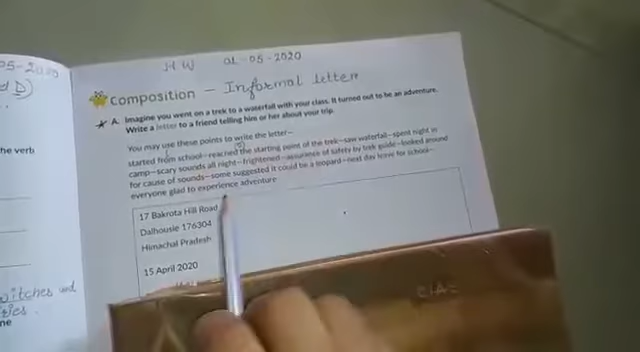 05-2020
H.W 01-05-2020
Composition - Informal letter
A. Imagine you went on a trek to a waterfall with your class. It turned out to be an adventure.
Write a letter to a friend telling him or her about your trip.
You may use these points to write the letter—
started from school—reached the starting point of the trek—saw waterfall—spent night in
camp—scary sounds all night—frightened—assurance of safety by trek guide—looked around
for cause of sounds—some suggested it could be a leopard—next day leave for school—
everyone glad to experience adventure
he verb
17 Bakrota Hill Road
Dalhousie 176304
Himachal Pradesh
15 April 2020
witches and
ne